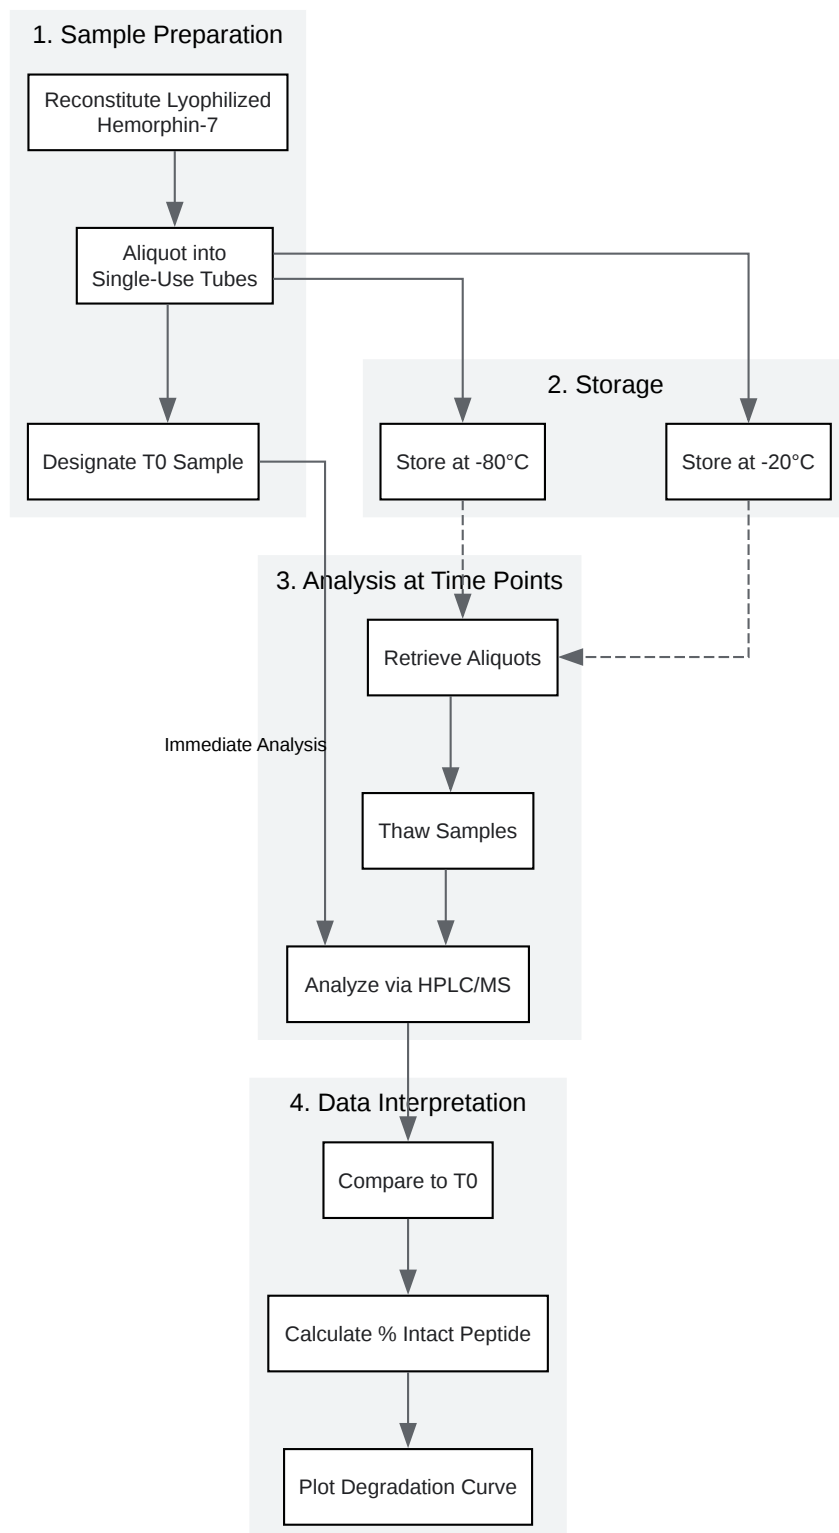 1. Sample Preparation
Reconstitute Lyophilized
Hemorphin-7
Aliquot into
Single-Use Tubes
Designate T0 Sample
2. Storage
Store at -80°C
Store at -20°C
3. Analysis at Time Points
Retrieve Aliquots
Immediate Analysis
Thaw Samples
Analyze via HPLC/MS
4. Data Interpretation
Compare to T0
Calculate % Intact Peptide
Plot Degradation Curve